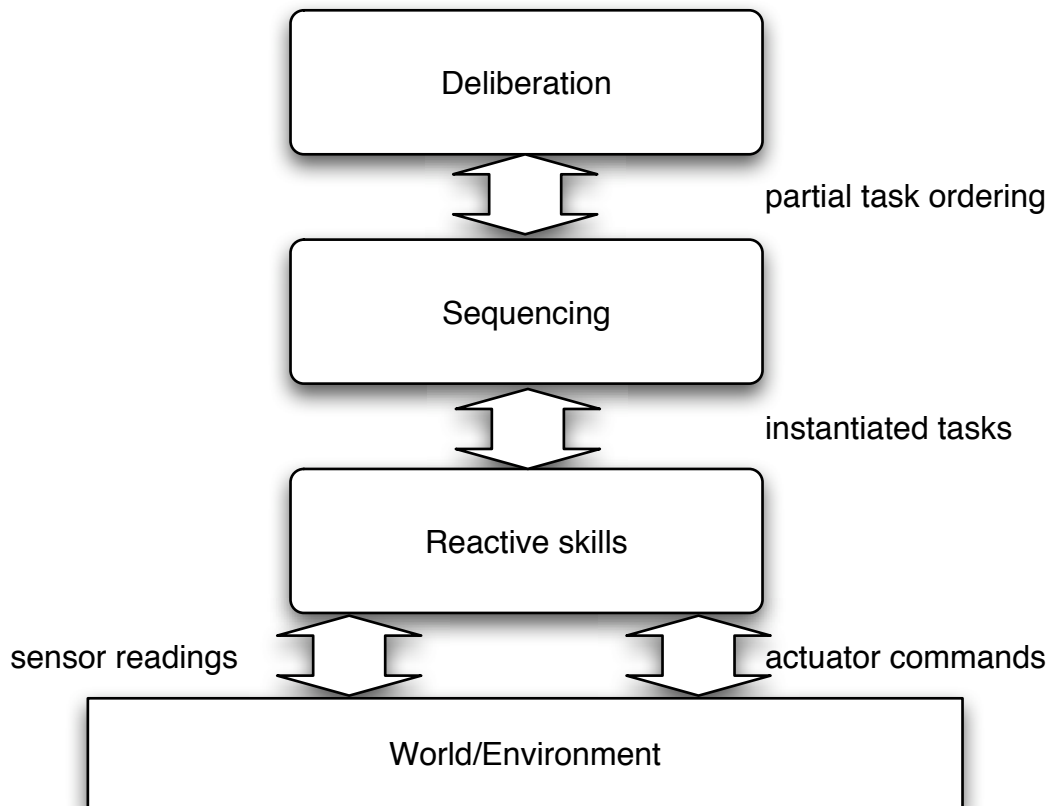 Deliberation
partial task ordering
Sequencing
instantiated tasks
Reactive skills
sensor readings
actuator commands
World/Environment